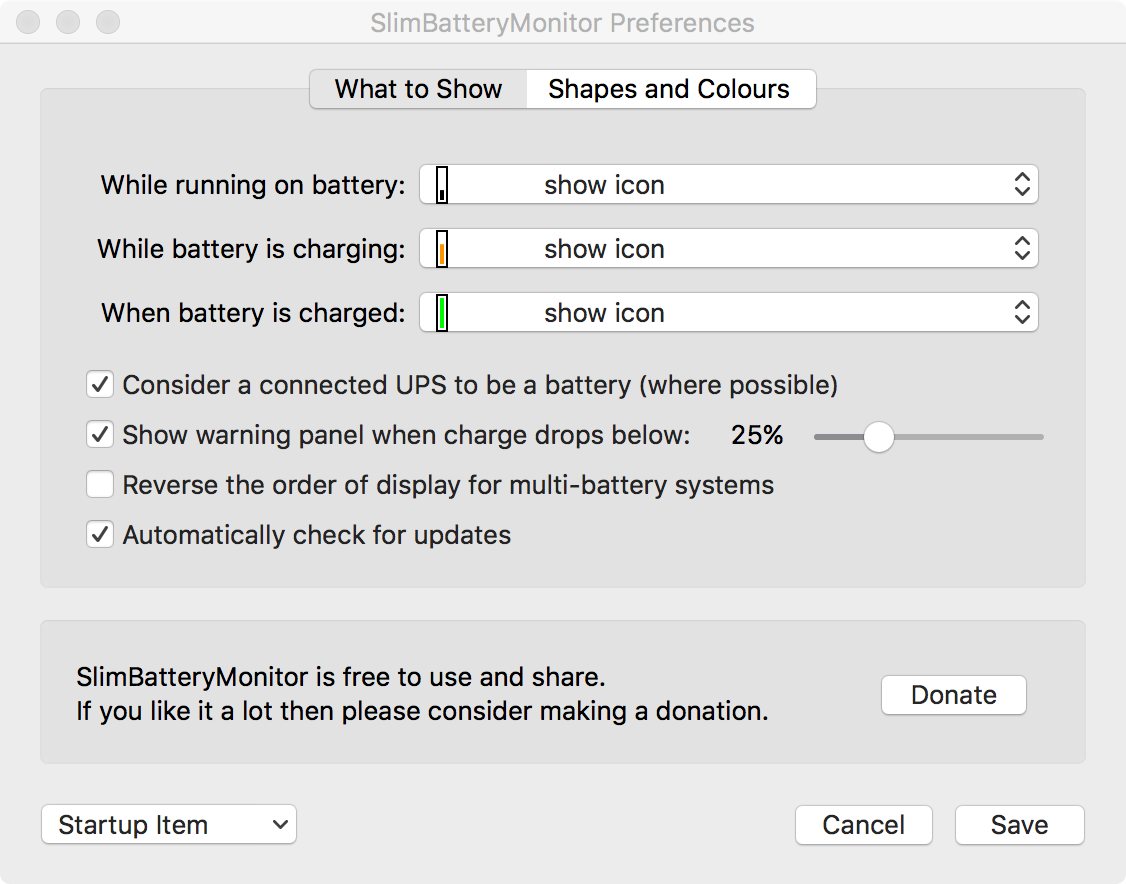 SlimBatteryMonitor Preferences
What to Show Shapes and Colours
While running on battery: show icon
While battery is charging: show icon
When battery is charged: show icon
Consider a connected UPS to be a battery (where possible)
Show warning panel when charge drops below: 25%
Reverse the order of display for multi-battery systems
Automatically check for updates
SlimBatteryMonitor is free to use and share.
If you like it a lot then please consider making a donation.
Donate
Startup Item Cancel Save